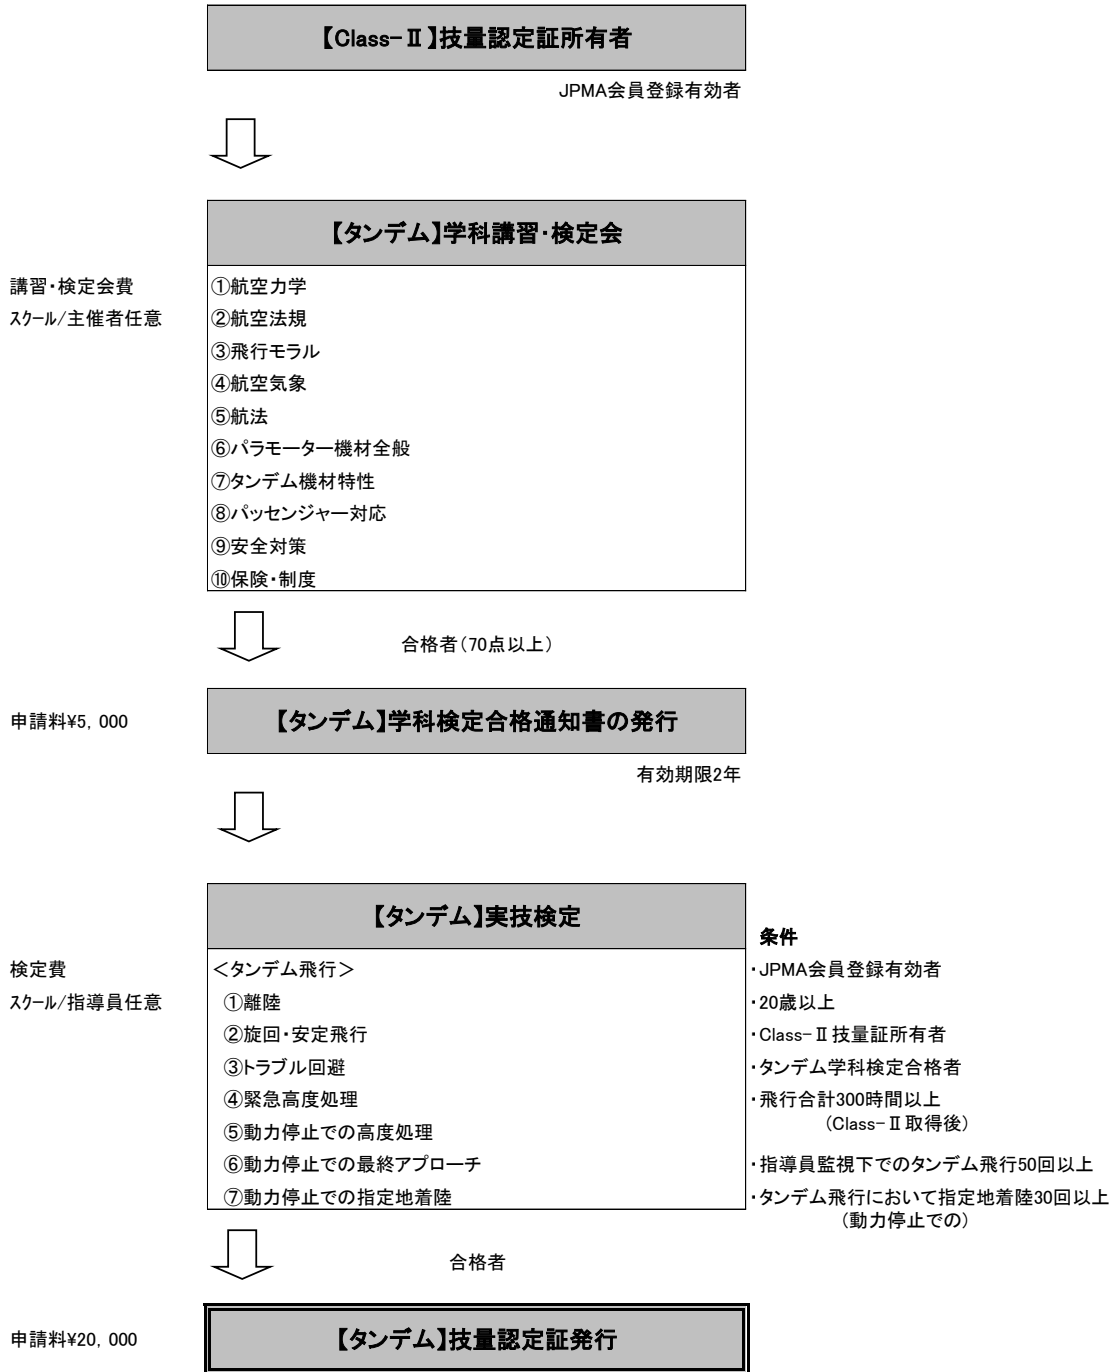 【Class-Ⅱ】技量認定証所有者
JPMA会員登録有効者
【タンデム】学科講習・検定会
講習・検定会費
スクール/主催者任意
①航空力学
②航空法規
③飛行モラル
④航空気象
⑤航法
⑥パラモーター機材全般
⑦タンデム機材特性
⑧パッセンジャー対応
⑨安全対策
⑩保険・制度
合格者(70点以上)
申請料¥5,000
【タンデム】学科検定合格通知書の発行
有効期限2年
【タンデム】実技検定
検定費
スクール/指導員任意
<タンデム飛行>
①離陸
②旋回・安定飛行
③トラブル回避
④緊急高度処理
⑤動力停止での高度処理
⑥動力停止での最終アプローチ
⑦動力停止での指定地着陸
条件
・JPMA会員登録有効者
・20歳以上
・Class-Ⅱ技量証所有者
・タンデム学科検定合格者
・飛行合計300時間以上
(Class-Ⅱ取得後)
・指導員監視下でのタンデム飛行50回以上
・タンデム飛行において指定地着陸30回以上
(動力停止での)
合格者
申請料¥20,000
【タンデム】技量認定証発行